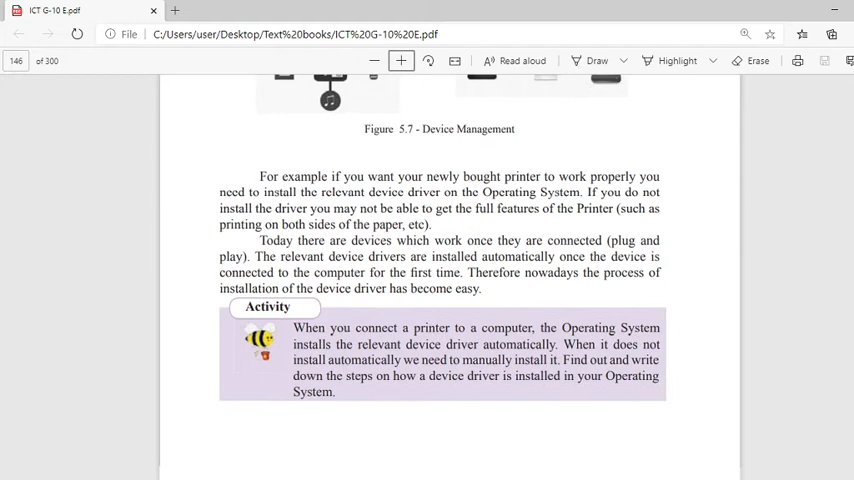 ICT G-10 E.pdf
File
C:/Users/user/Desktop/Text%20books/ICT%20G-10%20E.pdf
146 of 300
Read aloud
Draw
Highlight
Erase
Figure 5.7 - Device Management
For example if you want your newly bought printer to work properly you
need to install the relevant device driver on the Operating System. If you do not
install the driver you may not be able to get the full features of the Printer (such as
printing on both sides of the paper, etc).
Today there are devices which work once they are connected (plug and
play). The relevant device drivers are installed automatically once the device is
connected to the computer for the first time. Therefore nowadays the process of
installation of the device driver has become easy.
Activity
When you connect a printer to a computer, the Operating System
installs the relevant device driver automatically. When it does not
install automatically we need to manually install it. Find out and write
down the steps on how a device driver is installed in your Operating
System.